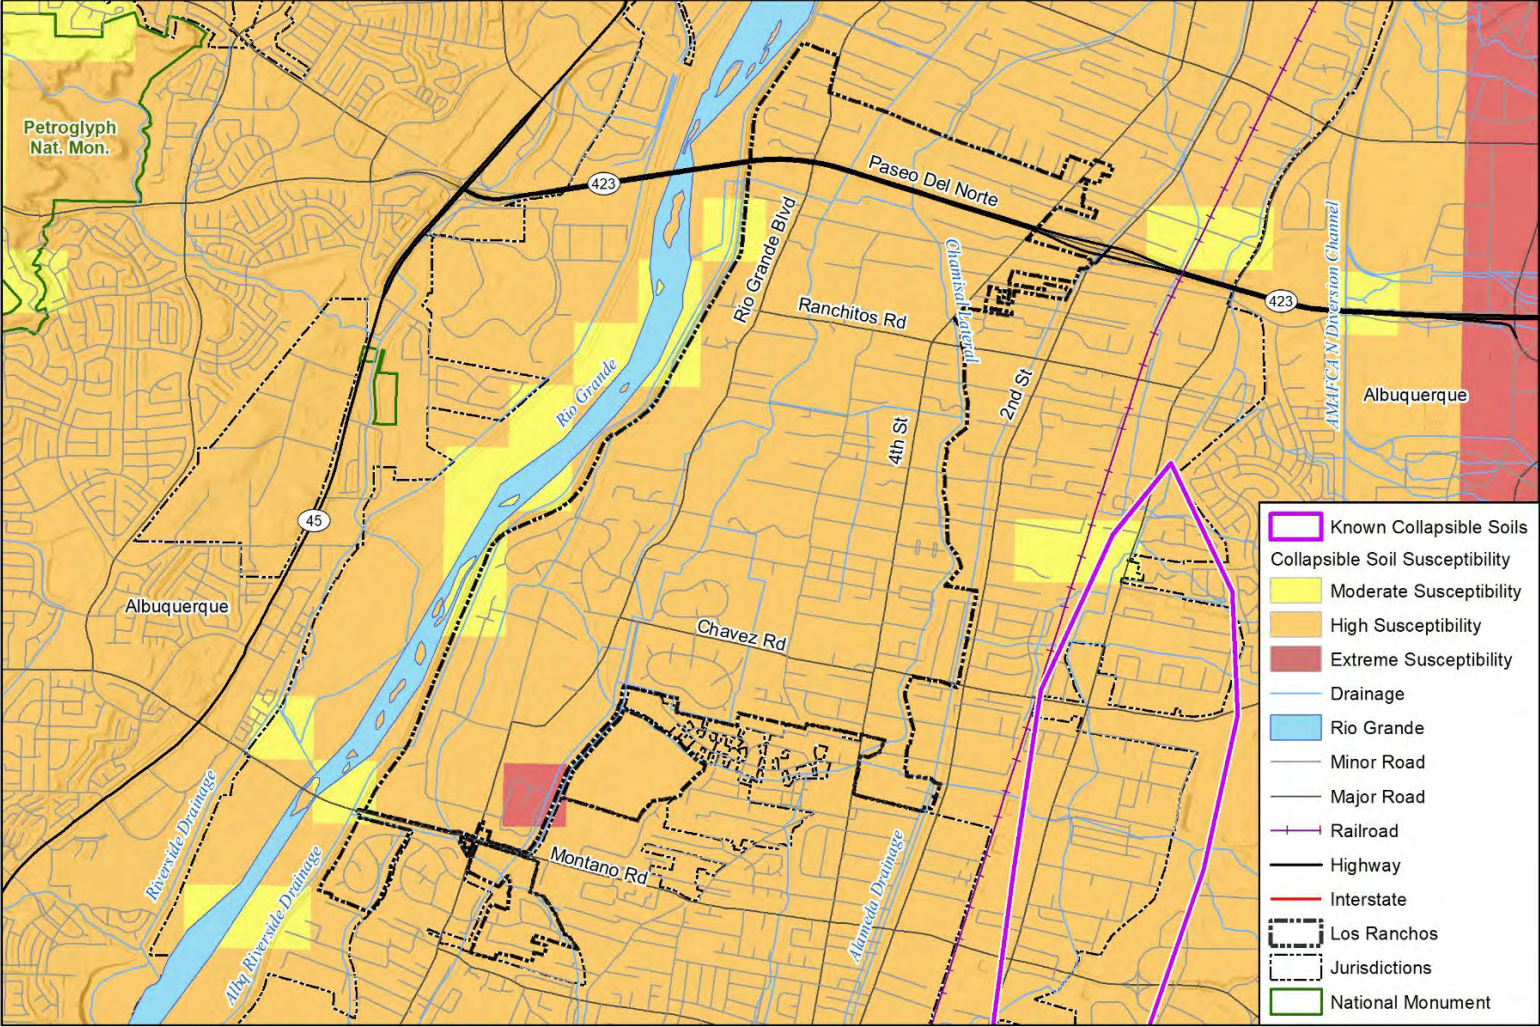 Petroglyph
Nat. Mon.
423
Paseo Del Norte
Rio Grande Blvd
Chamisal Lateral
Ranchitos Rd
423
AMAFCA N Diversion Channel
Albuquerque
Rio Grande
2nd St
4th St
45
Albuquerque
Chavez Rd
Riverside Drainage
Albq Riverside Drainage
Montano Rd
Alameda Drainage
Known Collapsible Soils
Collapsible Soil Susceptibility
Moderate Susceptibility
High Susceptibility
Extreme Susceptibility
Drainage
Rio Grande
Minor Road
Major Road
Railroad
Highway
Interstate
Los Ranchos
Jurisdictions
National Monument